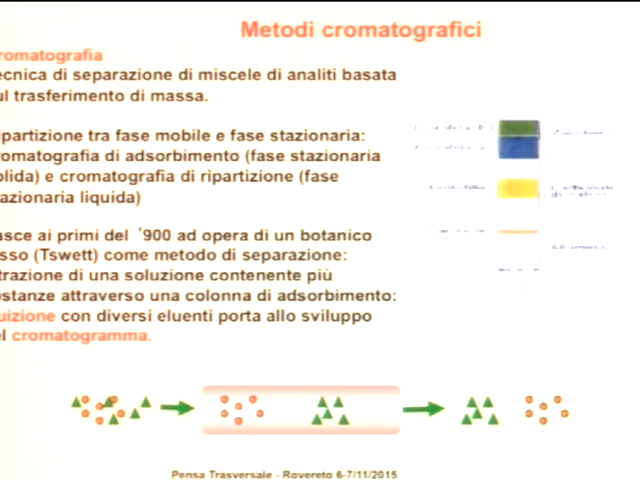 Metodi cromatografici
romatografia
ecnica di separazione di miscele di analiti basata
ul trasferimento di massa.
ipartizione tra fase mobile e fase stazionaria:
romatografia di adsorbimento (fase stazionaria
olida) e cromatografia di ripartizione (fase
azionaria liquida)
asce ai primi del ´900 ad opera di un botanico
sso (Tswett) come metodo di separazione:
trazione di una soluzione contenente più
stanze attraverso una colonna di adsorbimento:
uizione con diversi eluenti porta allo sviluppo
el cromatogramma.
Pensa Trasversale - Rovereto 6-7/11/2015